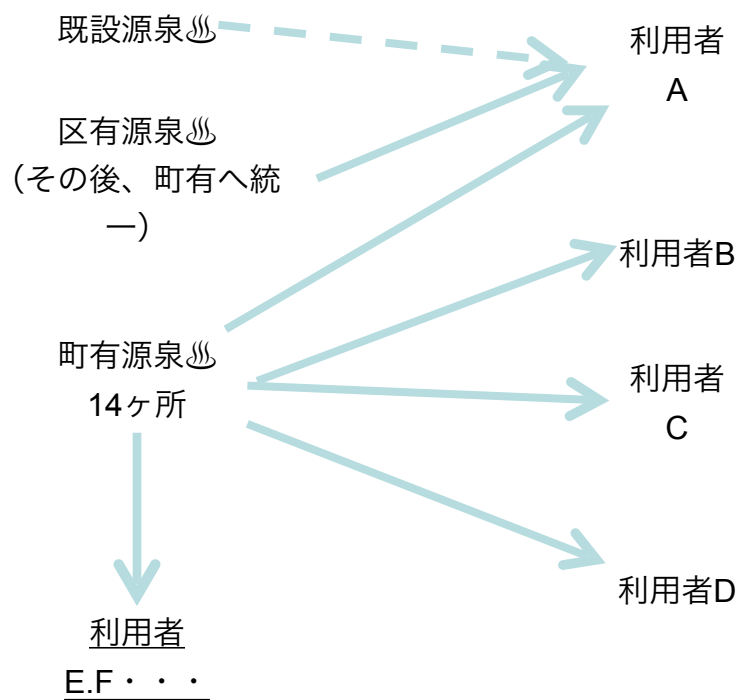 既設源泉♨
利用者
A
区有源泉♨
（その後、町有へ統
一）
利用者B
町有源泉♨
14ヶ所
利用者
C
利用者D
利用者
E.F・・・